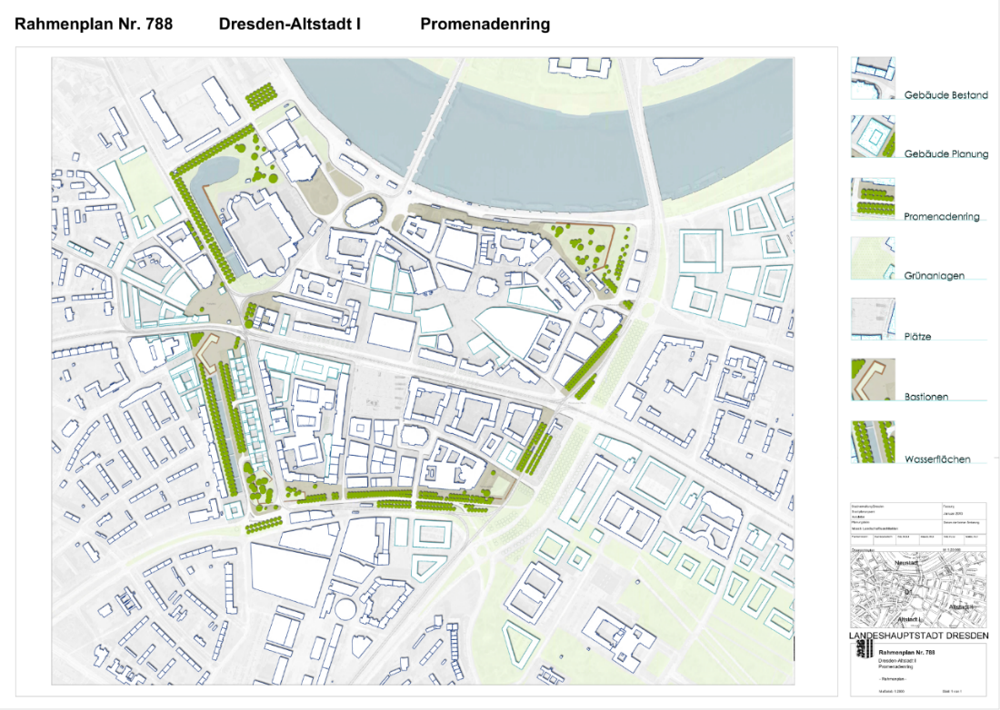 Rahmenplan Nr. 788 Dresden-Altstadt I Promenadenring
Gebäude Bestand
Gebäude Planung
Promenadenring
Grünanlagen
Plätze
Bastionen
Wasserflächen
Neustadt
Altstadt I
LANDESHAUPTSTADT DRESDEN
Rahmenplan Nr. 788
Dresden-Altstadt I
Promenadenring
- Rahmenplan -